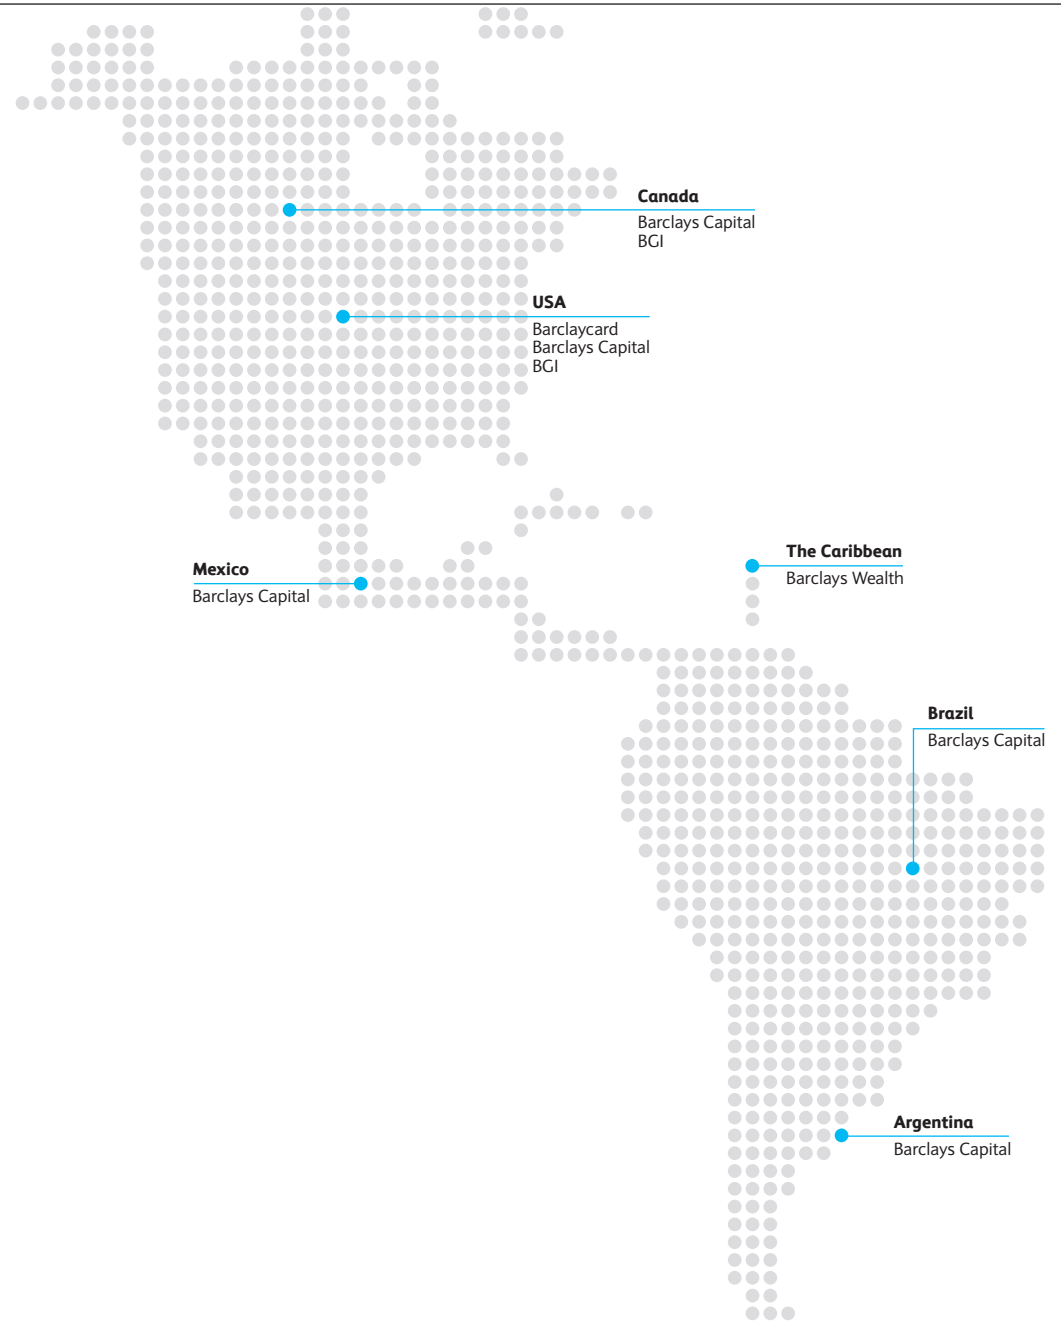 Canada
Barclays Capital
BGI
USA
Barclaycard
Barclays Capital
BGI
The Caribbean
Barclays Wealth
Mexico
Barclays Capital
Brazil
Barclays Capital
Argentina
Barclays Capital